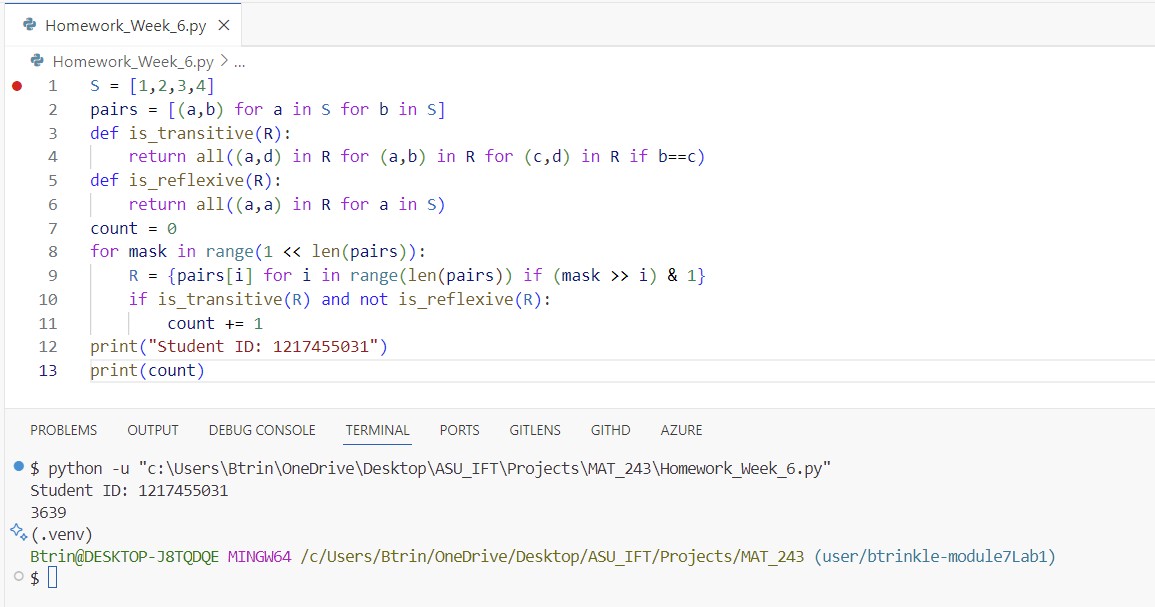 Homework_Week_6.py ×
Homework_Week_6.py > ...
1 S = [1,2,3,4]
2 pairs = [(a,b) for a in S for b in S]
3 def is_transitive(R):
4     return all((a,d) in R for (a,b) in R for (c,d) in R if b==c)
5 def is_reflexive(R):
6     return all((a,a) in R for a in S)
7 count = 0
8 for mask in range(1 << len(pairs)):
9     R = {pairs[i] for i in range(len(pairs)) if (mask >> i) & 1}
10     if is_transitive(R) and not is_reflexive(R):
11         count += 1
12 print("Student ID: 1217455031")
13 print(count)
PROBLEMS OUTPUT DEBUG CONSOLE TERMINAL PORTS GITLENS GITHD AZURE
$ python -u "c:\Users\Btrin\OneDrive\Desktop\ASU_IFT\Projects\MAT_243\Homework_Week_6.py"
Student ID: 1217455031
3639
(.venv)
Btrin@DESKTOP-J8TQDQE MINGW64 /c/Users/Btrin/OneDrive/Desktop/ASU_IFT/Projects/MAT_243 (user/btrinkle-module7Lab1)
$